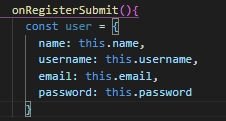 onRegisterSubmit(){
const user = {
name: this.name,
username: this.username,
email: this.email,
password: this.password
}